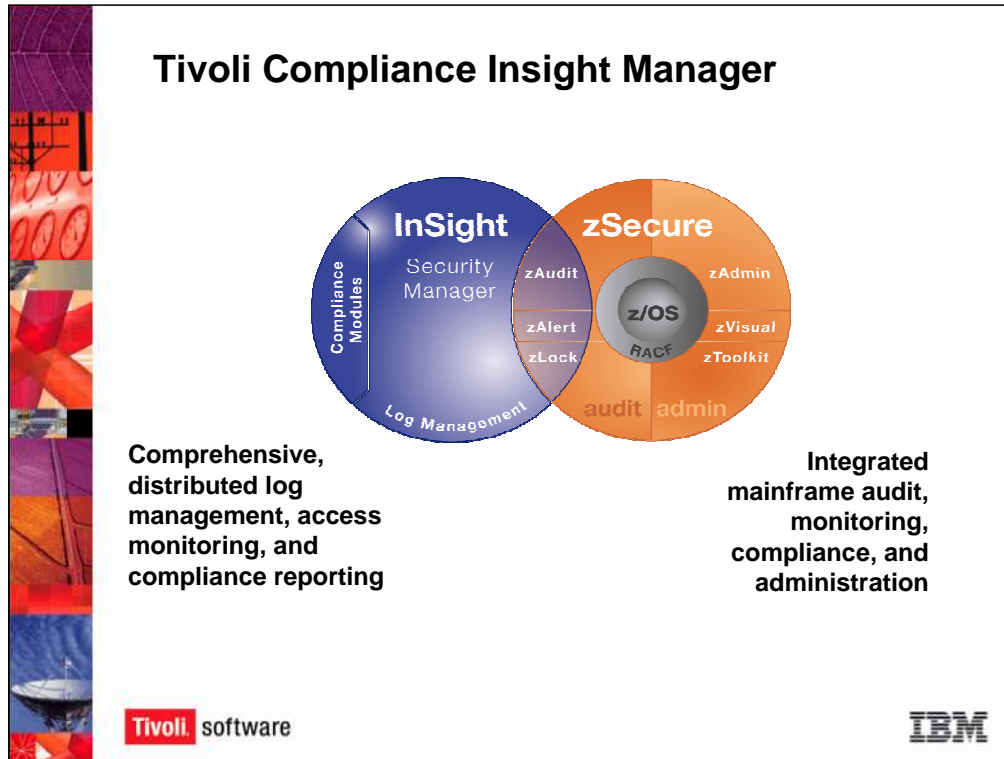 Tivoli Compliance Insight Manager
InSight
Security
Manager
Compliance
Modules
Log Management
zSecure
zAudit
zAlert
zLock
z/OS
RACF
zAdmin
zVisual
zToolkit
audit
admin
Comprehensive,
distributed log
management, access
monitoring, and
compliance reporting
Integrated
mainframe audit,
monitoring,
compliance, and
administration
Tivoli. software
IBM